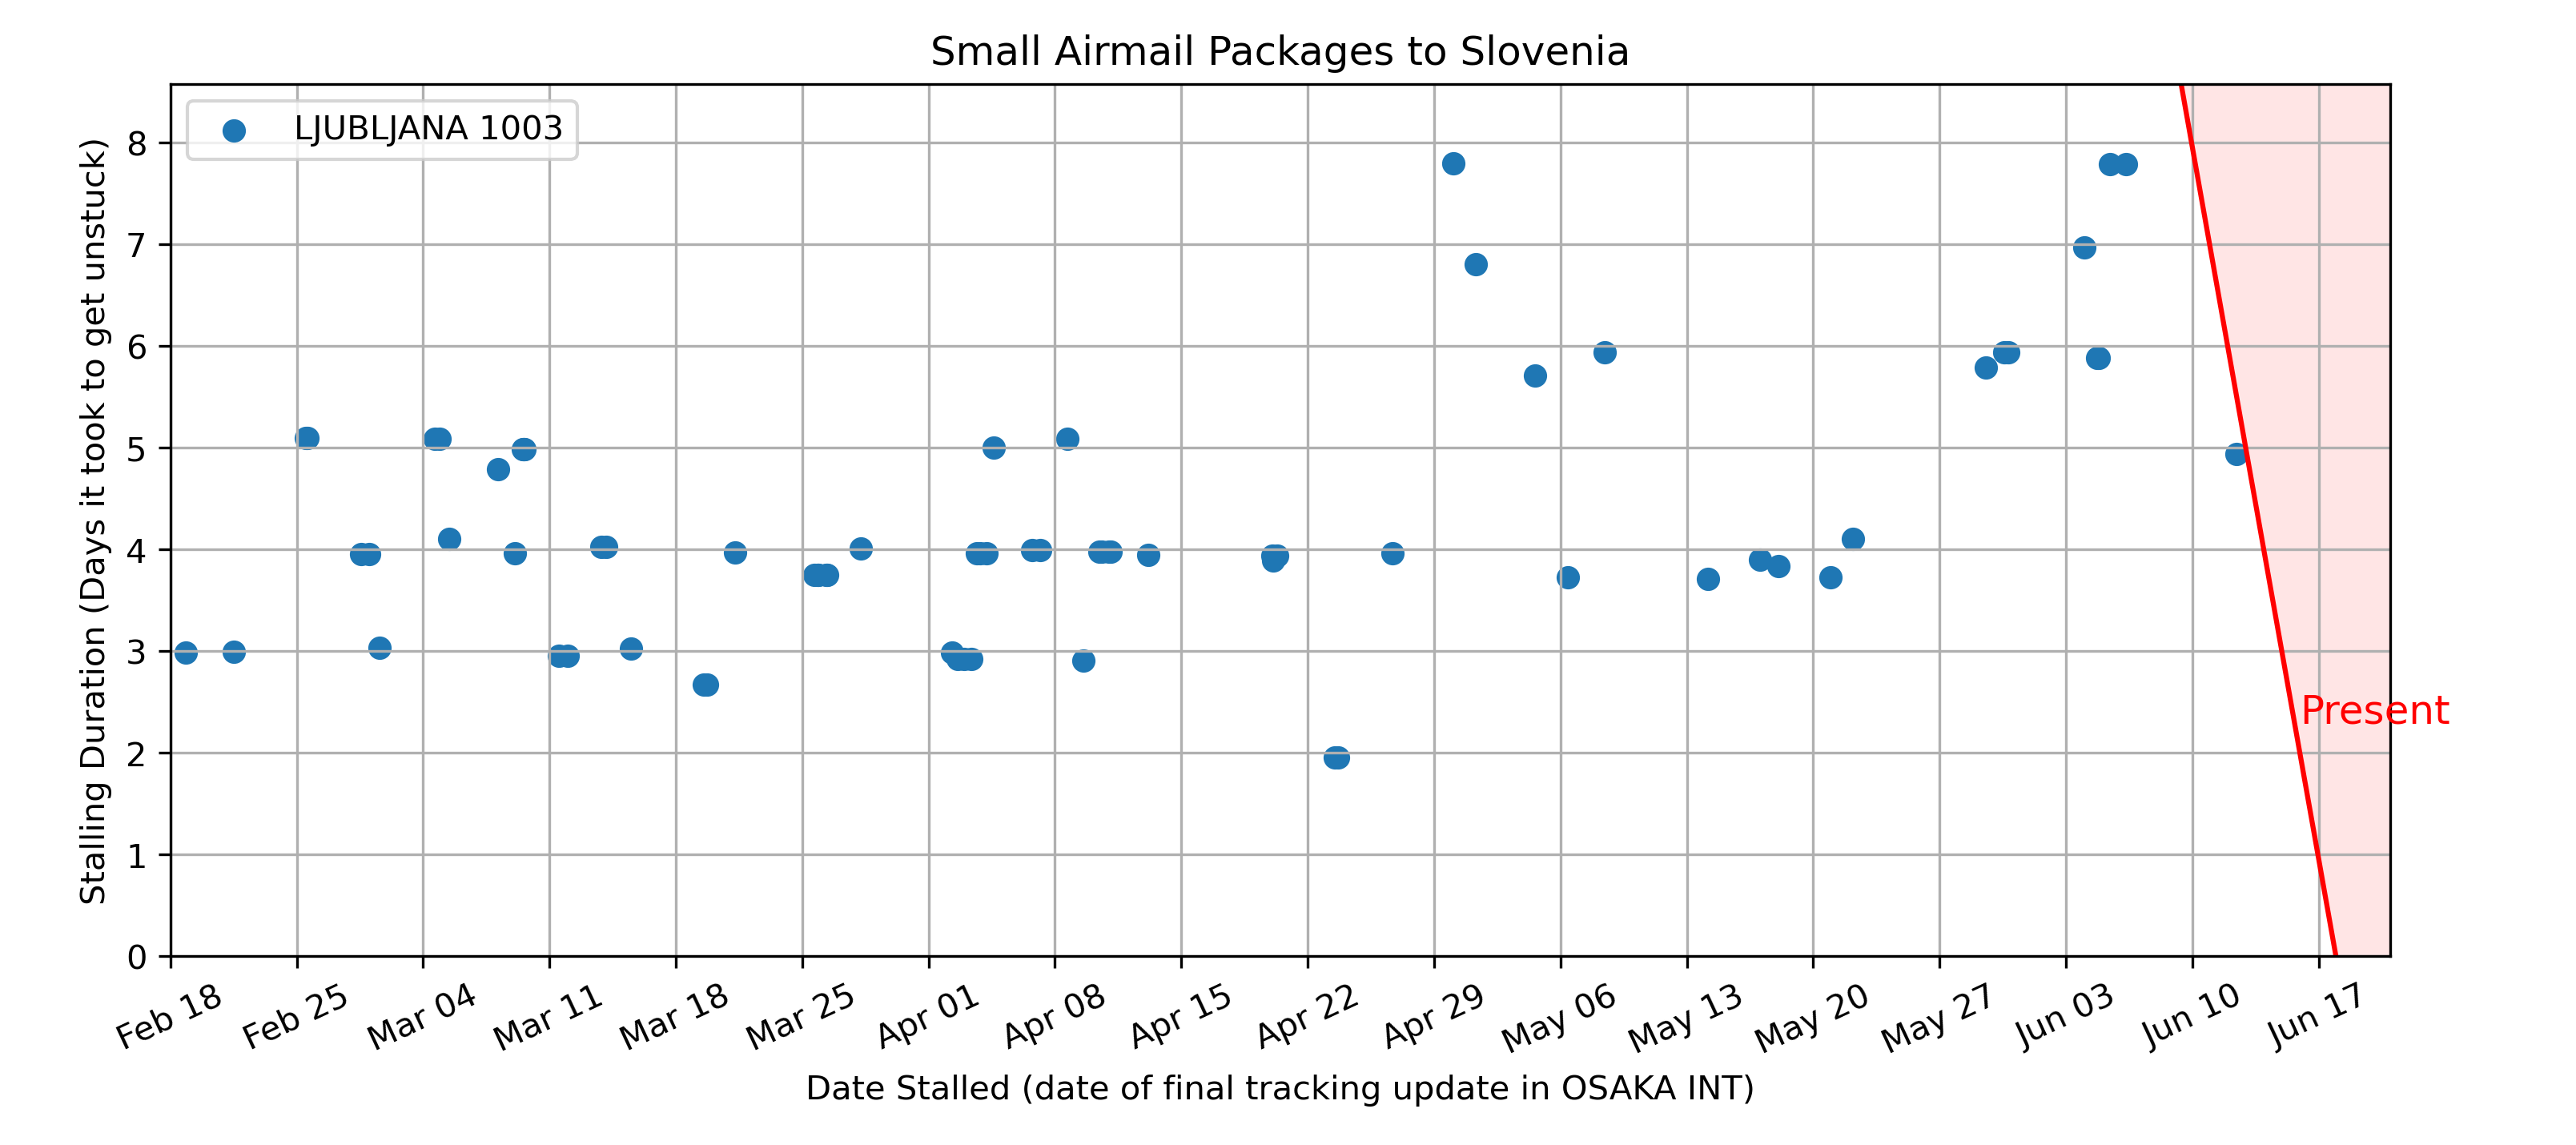 Small Airmail Packages to Slovenia
LJUBLJANA 1003
Stalling Duration (Days it took to get unstuck)
8
7
6
5
4
3
2
1
0
Present
Feb 18
Feb 25
Mar 04
Mar 11
Mar 18
Mar 25
Apr 01
Apr 08
Apr 15
Apr 22
Apr 29
May 06
May 13
May 20
May 27
Jun 03
Jun 10
Jun 17
Date Stalled (date of final tracking update in OSAKA INT)